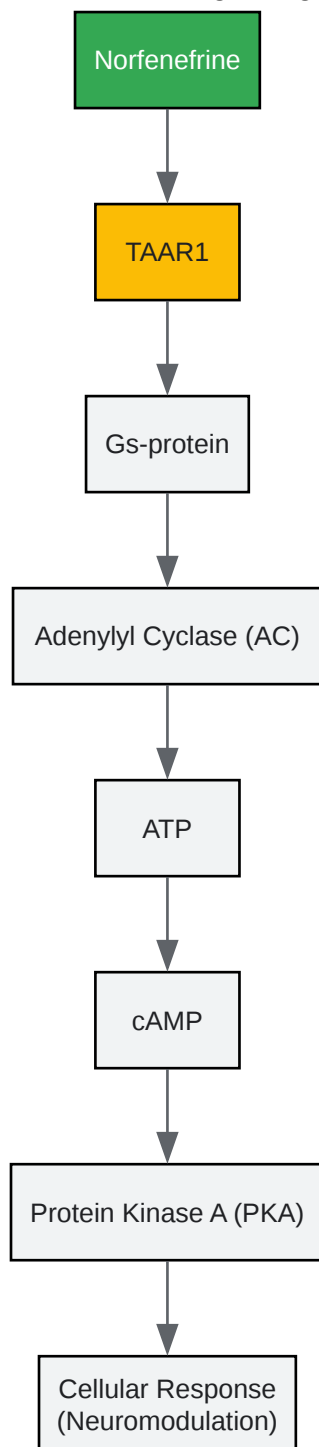 Norfenefrine
TAAR1
Gs-protein
Adenylyl Cyclase (AC)
ATP
cAMP
Protein Kinase A (PKA)
Cellular Response
(Neuromodulation)